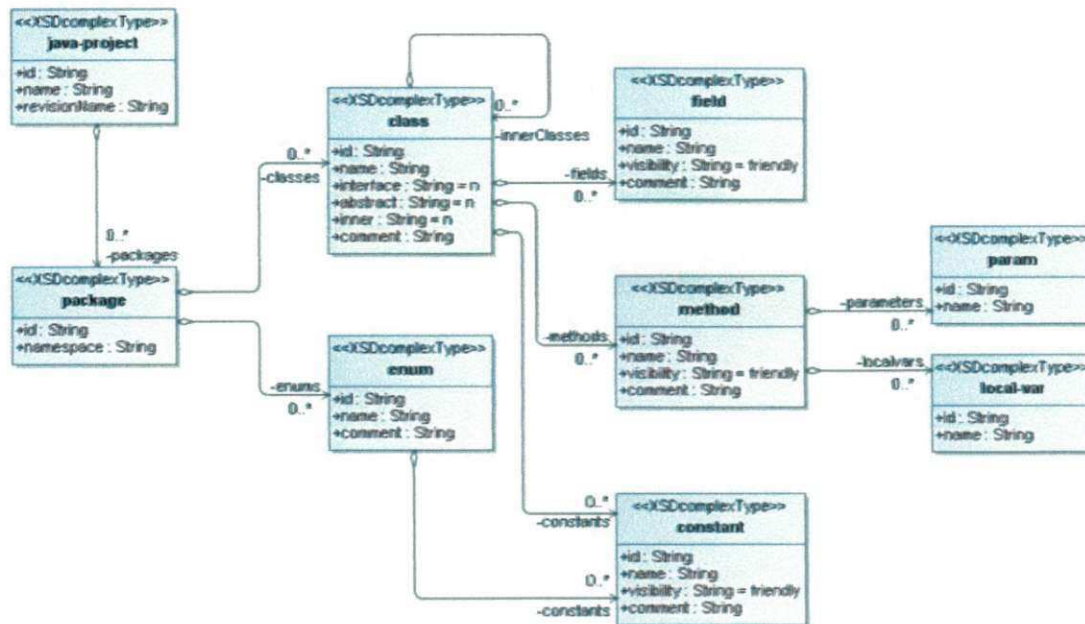 <<XSDcomplexType>>
java-project
+id : String
+name : String
+revisionName : String
0..*
-packages
<<XSDcomplexType>>
package
+id : String
+namespace : String
0..*
-classes
<<XSDcomplexType>>
class
+id : String
+name : String
+interface : String = n
+abstract : String = n
+inner : String = n
+comment : String
0..*
-innerClasses
-enums
0..*
<<XSDcomplexType>>
enum
+id : String
+name : String
+comment : String
-fields
0..*
<<XSDcomplexType>>
field
+id : String
+name : String
+visibility : String = friendly
+comment : String
-methods
0..*
<<XSDcomplexType>>
method
+id : String
+name : String
+visibility : String = friendly
+comment : String
-parameters
0..*
<<XSDcomplexType>>
param
+id : String
+name : String
-localvars
0..*
<<XSDcomplexType>>
local-var
+id : String
+name : String
0..*
-constants
0..*
-constants
<<XSDcomplexType>>
constant
+id : String
+name : String
+visibility : String = friendly
+comment : String